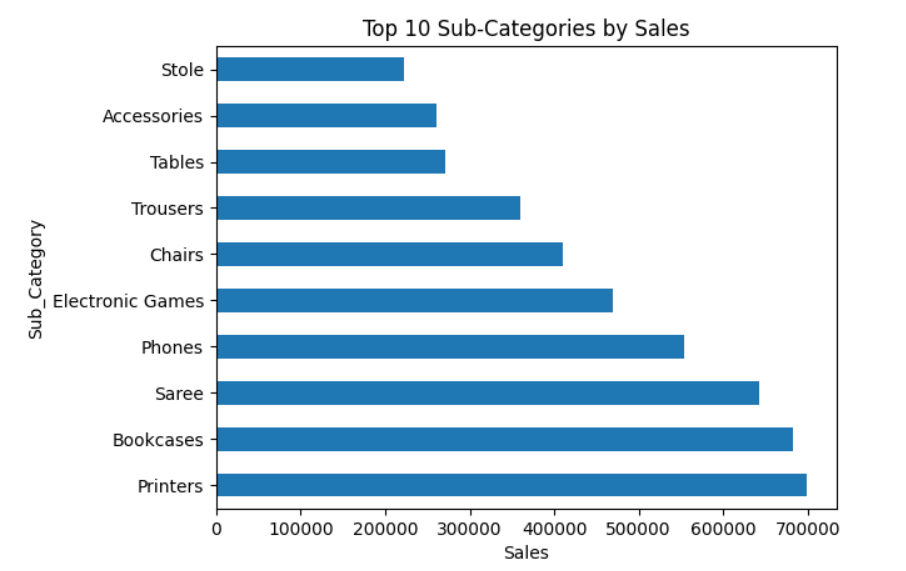 Top 10 Sub-Categories by Sales
Stole
Accessories
Tables
Trousers
Chairs
Electronic Games
Phones
Saree
Bookcases
Printers
Sub_Category
0 100000 200000 300000 400000 500000 600000 700000
Sales